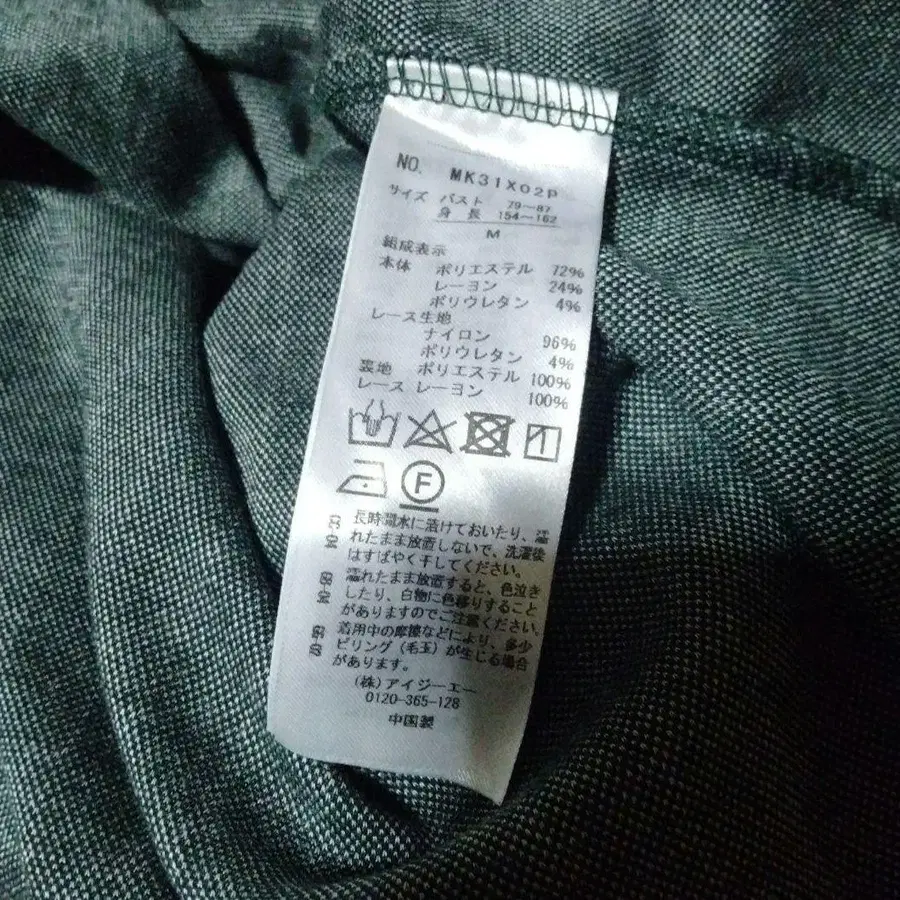 NO. MK31X02P
サイズ バスト 79~87
身長 154~162
M
組成表示
本体 ポリエステル 72%
レーヨン 24%
ポリウレタン 4%
レース生地
ナイロン 96%
ポリウレタン 4%
裏地 ポリエステル 100%
レース レーヨン 100%
F
長時間水に漬けておいたり、濡
れたまま放置しないで、洗濯後
はすばやく干してください。
濡れたまま放置すると、色泣き
したり、白物に色移りすること
がありますのでご注意ください。
着用中の摩擦などにより、多少
ピリング(毛玉)が生じる場合
があります。
(株)アイジーエー
0120-365-128
中国製